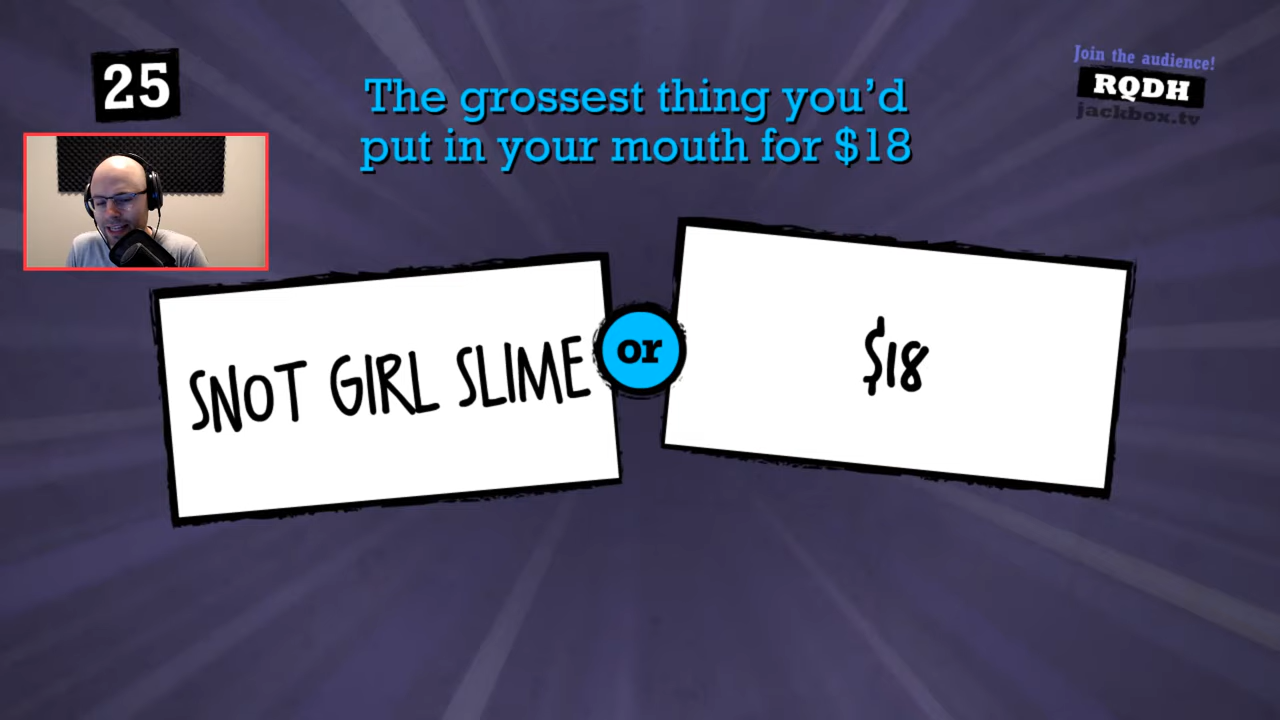 25
The grossest thing you'd
put in your mouth for $18
Join the audience!
RQDH
jackbox.tv
SNOT GIRL SLIME
or
$18